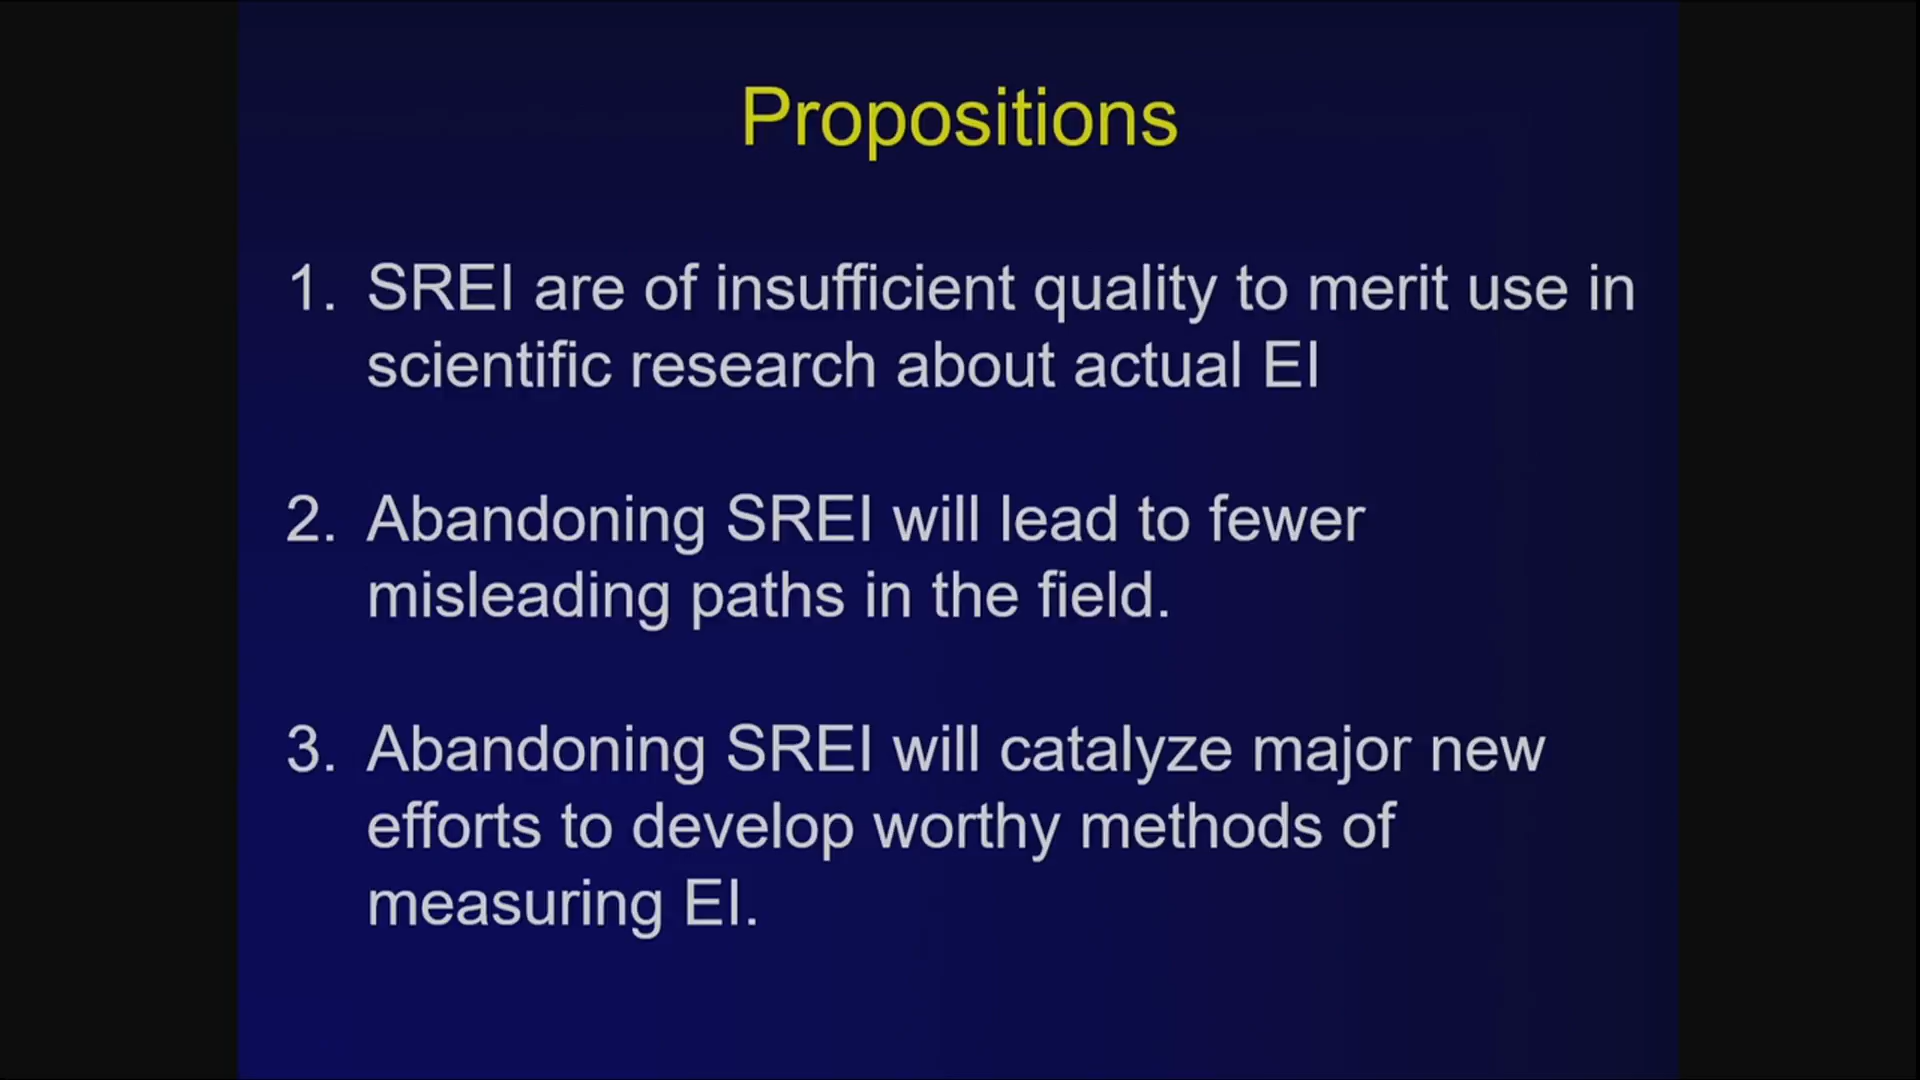 Propositions
1. SREI are of insufficient quality to merit use in
scientific research about actual EI
2. Abandoning SREI will lead to fewer
misleading paths in the field.
3. Abandoning SREI will catalyze major new
efforts to develop worthy methods of
measuring EI.